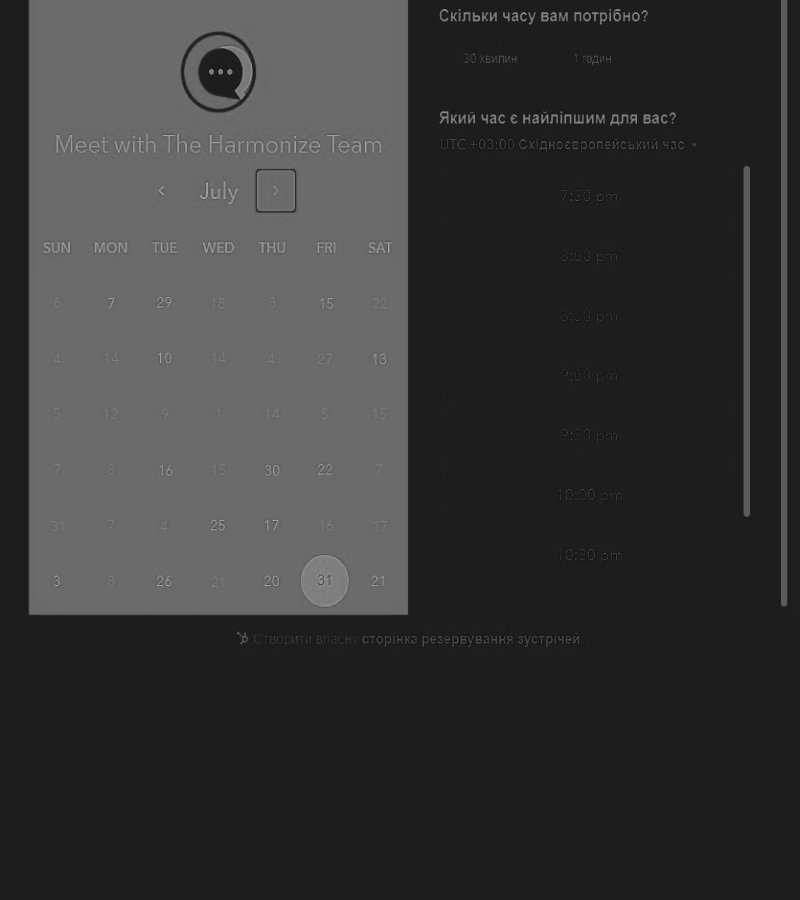 Meet with The Harmonize Team
July
SUN MON TUE WED THU FRI SAT
6 7 29 18 8 15 22
4 14 10 14 4 27 13
5 12 9 1 14 5 15
7 8 16 15 30 22 7
31 7 4 25 17 16 17
3 8 26 21 20 31 21
Скільки часу вам потрібно?
30 хвилин 1 годин
Який час є найліпшим для вас?
UTC +03:00 Східноєвропейський час
7:30 pm
8:00 pm
8:30 pm
9:00 pm
9:30 pm
10:00 pm
10:30 pm
Створити власну сторінка резервування зустрічей